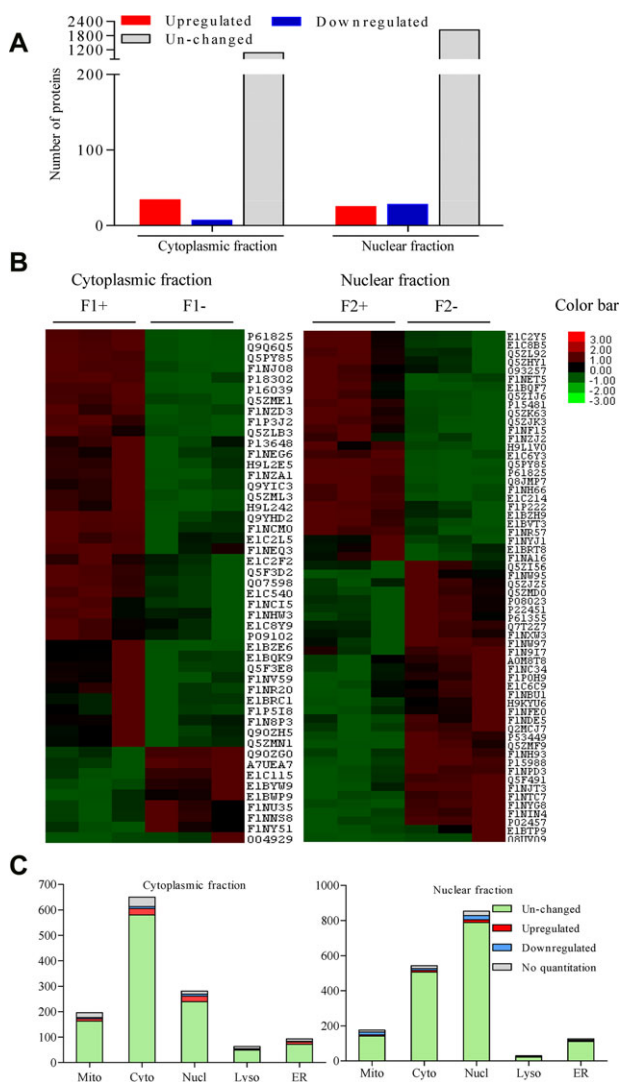 A
Number of proteins
2400
1800
1200
200
100
0
Upregulated
Downregulated
Un-changed
Cytoplasmic fraction
Nuclear fraction
B
Cytoplasmic fraction
F1+ F1-
P61825
Q9Q6Q5
Q5PY85
F1NJ08
P18302
P16039
Q5ZME1
F1NZD3
F1P3J2
Q5ZLB3
P13648
F1NEG6
H9L2E5
F1NZA1
Q9YIC3
Q5ZML3
H9L242
Q9YHD2
F1NCM0
E1C2L5
F1NEQ3
E1C2F2
Q5F3D2
Q07598
E1C540
F1NCI5
F1NHW3
E1C8Y9
P09102
E1BZE6
E1BQK9
Q5F3E8
F1NV59
F1NR20
E1BRC1
F1P5I8
F1N8P3
Q90ZH5
Q5ZMN1
Q90ZG0
A7UEA7
E1C115
E1BYW9
E1BWP9
F1NU35
F1NNS8
F1NY51
O04929
Nuclear fraction
F2+ F2-
E1C2Y5
E1C8B5
Q5ZL92
Q5ZHY1
O93257
F1NET5
E1BQF7
Q5ZIJ6
P15481
Q5ZK63
Q5ZJK3
F1NF15
F1NZJ2
H9L1V0
E1C6Y3
Q5PY85
P61825
Q8JMP7
F1NH66
E1C214
F1P222
E1BZH9
E1BVT3
F1NR57
F1NYJ1
E1BRT8
F1NA16
Q5ZI56
F1NW95
Q5ZJZ5
Q5ZMD0
P08023
P22451
P61355
Q7T2Z7
F1NXW3
F1NW97
F1N9I7
A0M8T8
F1NC34
F1P0H9
E1C6C9
F1NBU1
H9KYU6
F1NFE0
F1NDE5
Q2MCJ7
P53449
Q5ZMF9
F1NH93
P15988
F1NPD3
Q5F491
F1NJT3
F1NTC7
F1NYG8
F1NIN4
P02457
E1BTP9
Color bar
3.00
2.00
1.00
0.00
-1.00
-2.00
-3.00
C
Cytoplasmic fraction
700
600
500
400
300
200
100
0
Mito Cyto Nucl Lyso ER
Nuclear fraction
1000
800
600
400
200
0
Un-changed
Upregulated
Downregulated
No quantitation
Mito Cyto Nucl Lyso ER